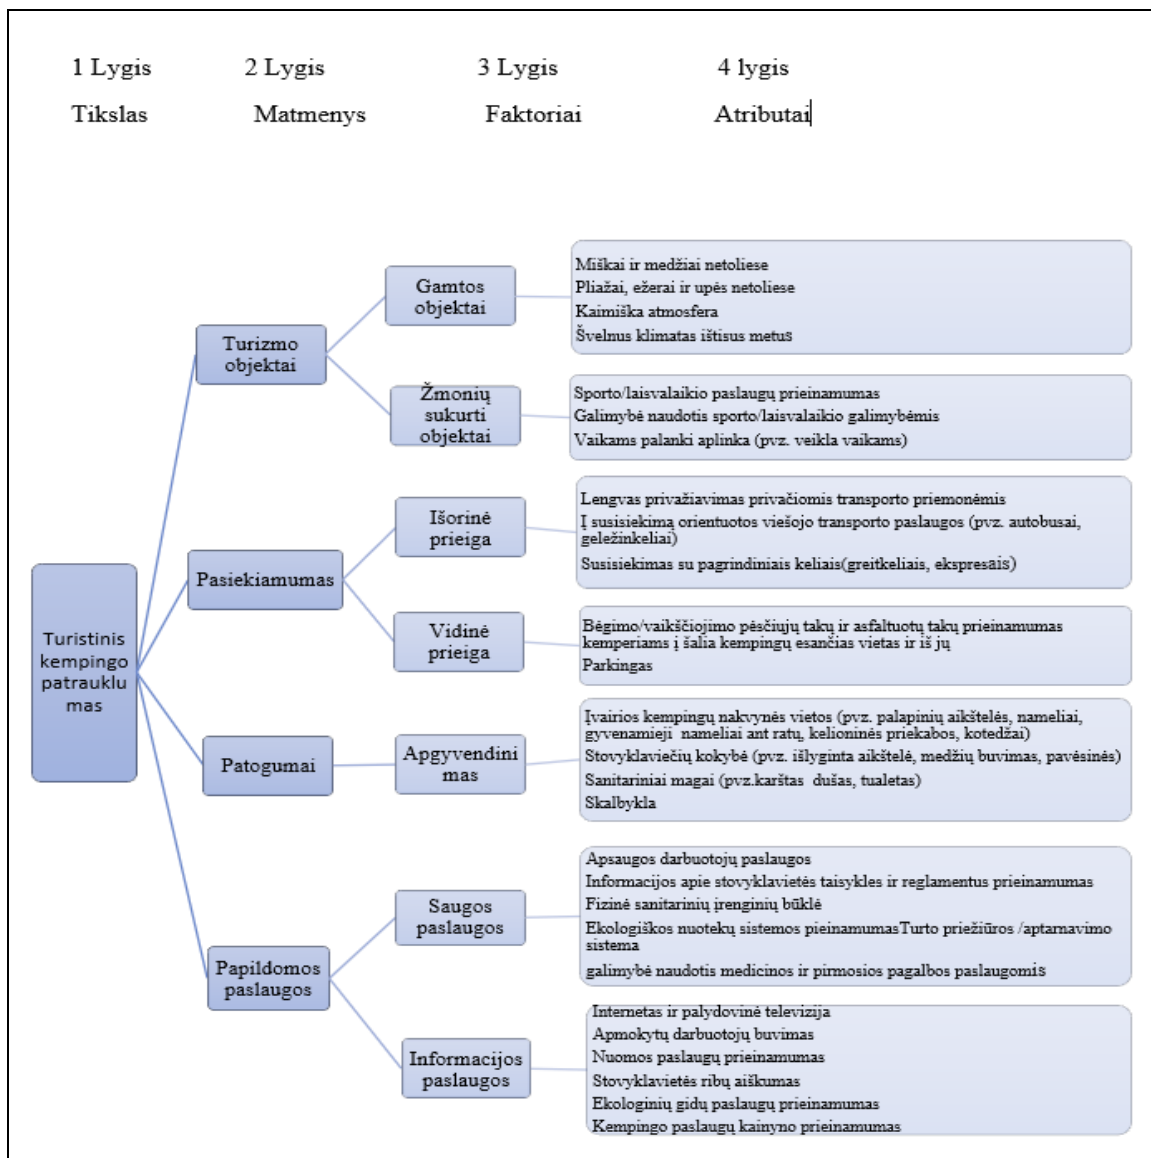 1 Lygis 2 Lygis 3 Lygis 4 lygis
Tikslas Matmenys Faktoriai Atributai
Turistinis
kempingo
patrauklu
mas
Turizmo
objektai
Gamtos
objektai
Miškai ir medžiai netoliese
Pliažai, ežerai ir upės netoliese
Kaimiška atmosfera
Švelnus klimatas ištisus metus
Žmonių
sukurti
objektai
Sporto/laisvalaikio paslaugų prieinamumas
Galimybė naudotis sporto/laisvalaikio galimybėmis
Vaikams palanki aplinka (pvz. veikla vaikams)
Pasiekiamumas
Išorinė
prieiga
Lengvas privažiavimas privačiomis transporto priemonėmis
Į susisiekimą orientuotos viešojo transporto paslaugos (pvz. autobusai,
geležinkeliai)
Susisiekimas su pagrindiniais keliais(greitkeliais, ekspresais)
Vidinė
prieiga
Bėgimo/vaikščiojimo pėsčiųjų takų ir asfaltuotų takų prieinamumas
kemperiams į šalia kempingų esančias vietas ir iš jų
Parkingas
Patogumai
Apgyvendini
mas
Įvairios kempingų nakvynės vietos (pvz. palapinių aikštelės, nameliai,
gyvenamieji nameliai ant ratų, kelioninės priekabos, kotedžai)
Stovyklaviečių kokybė (pvz. išlyginta aikštelė, medžių buvimas, pavėsinės)
Sanitariniai magai (pvz.karštas dušas, tualetas)
Skalbykla
Papildomos
paslaugos
Saugos
paslaugos
Apsaugos darbuotojų paslaugos
Informacijos apie stovyklavietės taisykles ir reglamentus prieinamumas
Fizinė sanitarinių įrenginių būklė
Ekologiškos nuotekų sistemos pieinamumasTurto priežiūros /aptarnavimo
sistema
galimybė naudotis medicinos ir pirmosios pagalbos paslaugomis
Informacijos
paslaugos
Internetas ir palydovinė televizija
Apmokytų darbuotojų buvimas
Nuomos paslaugų prieinamumas
Stovyklavietės ribų aiškumas
Ekologinių gidų paslaugų prieinamumas
Kempingo paslaugų kainyno prieinamumas